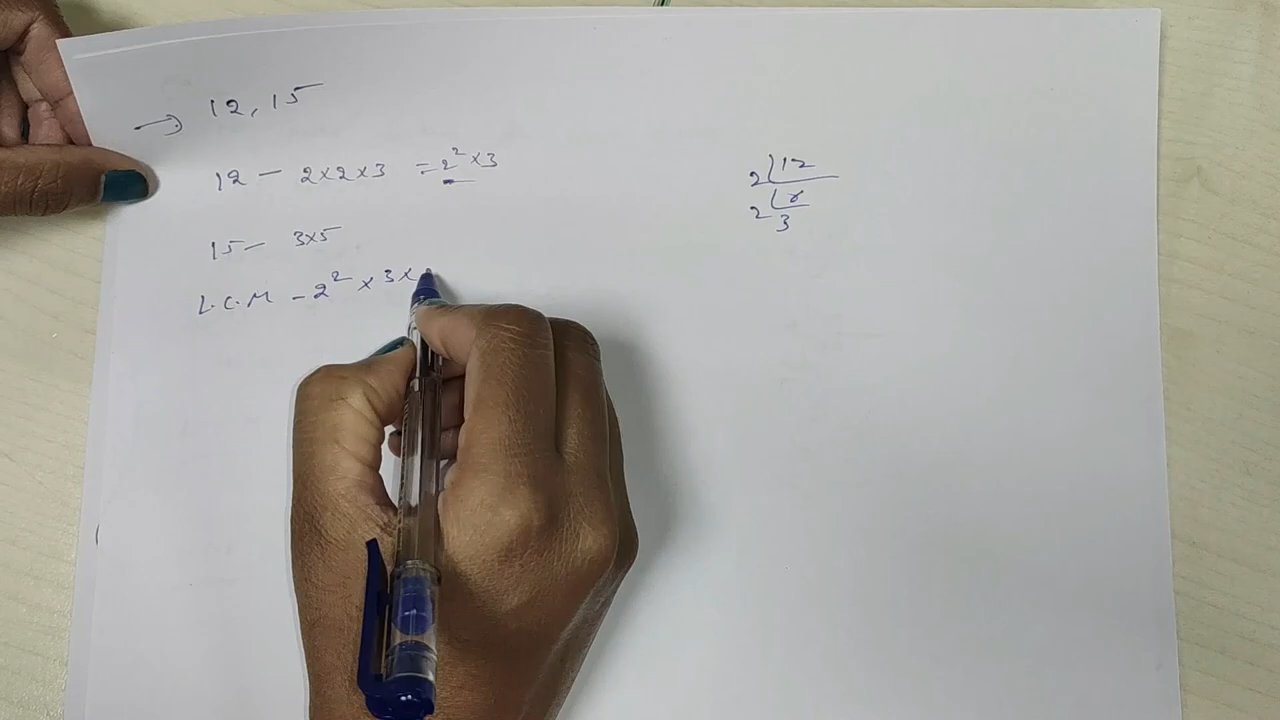 → 12, 15
12 - 2×2×3 = 2² × 3
15 - 3×5
L.C.M - 2² × 3×
2 | 12
2 | 6
3